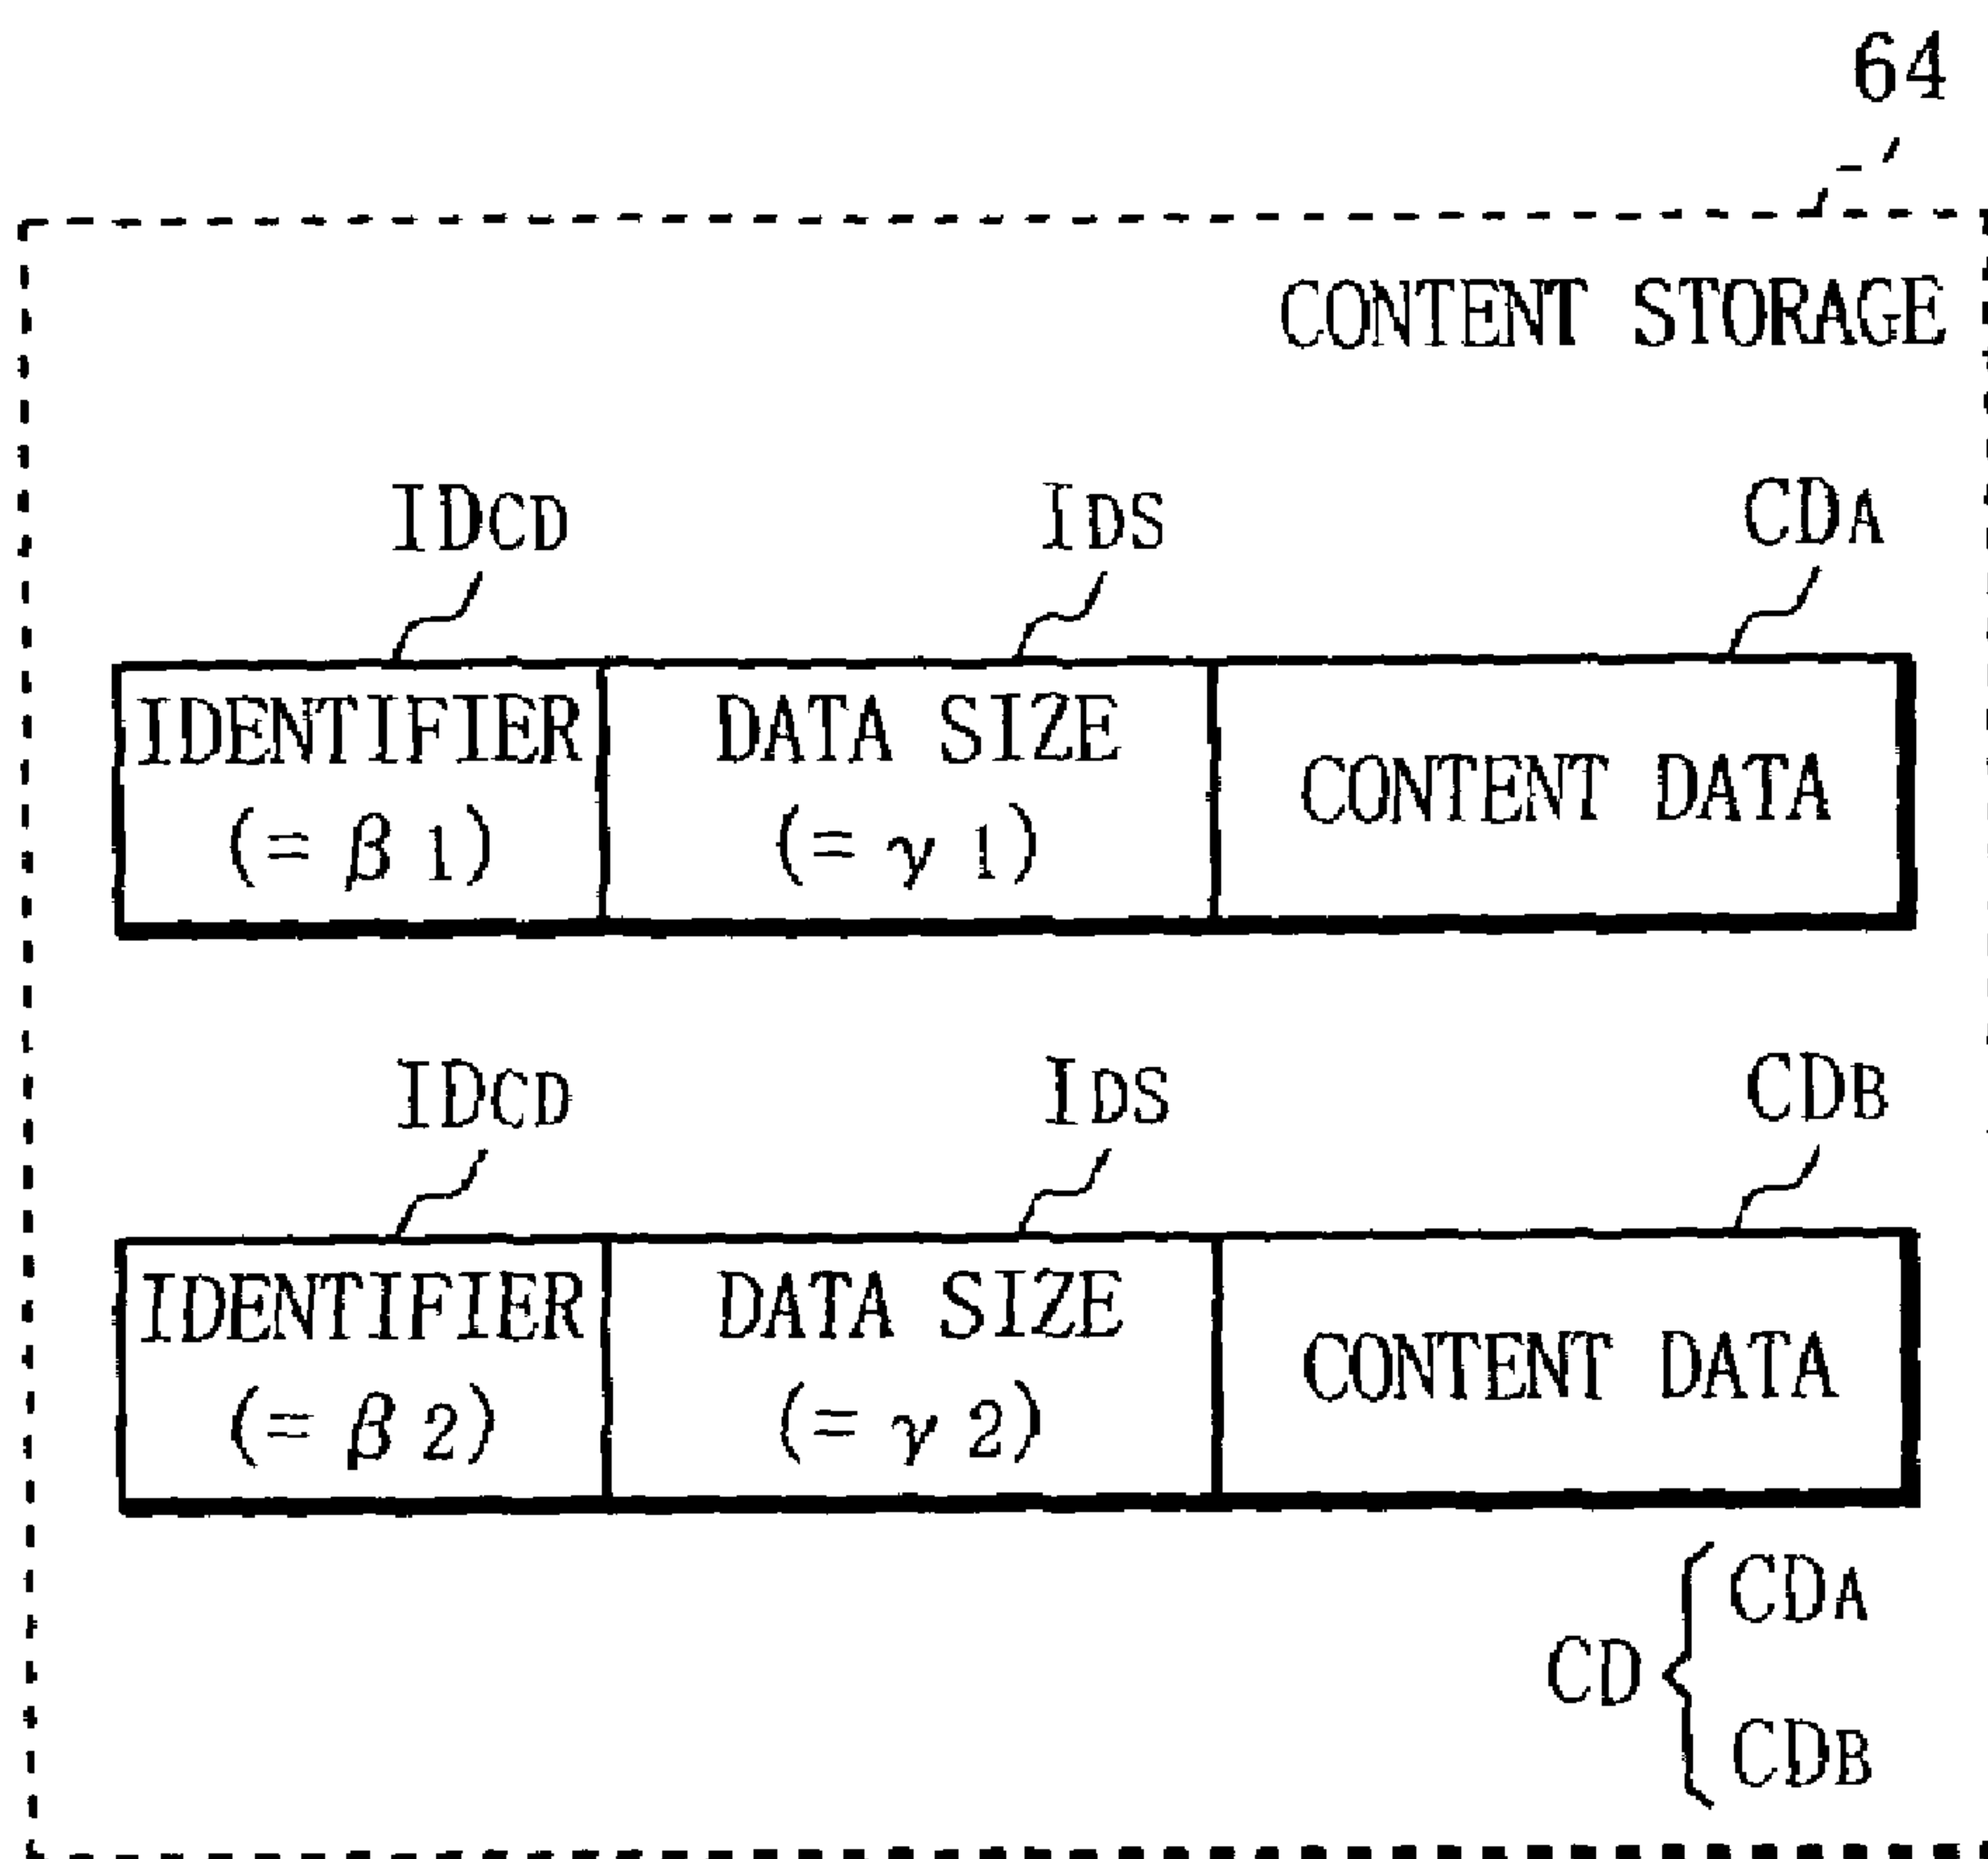 64
CONTENT STORAGE
IDCD IDS CDA
IDENTIFIER DATA SIZE CONTENT DATA
(= β 1) (= γ 1)
IDCD IDS CDB
IDENTIFIER DATA SIZE CONTENT DATA
(= β 2) (= γ 2)
CDA
CD
CDB